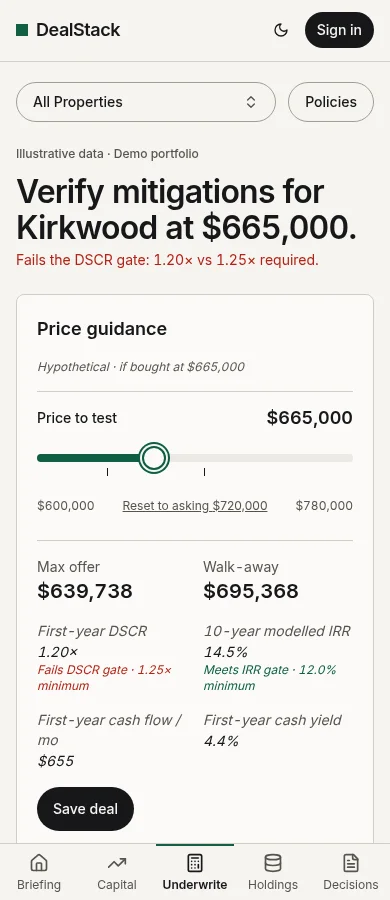 DealStack
Sign in
All Properties
Policies
Illustrative data · Demo portfolio
Verify mitigations for
Kirkwood at $665,000.
Fails the DSCR gate: 1.20× vs 1.25× required.
Price guidance
Hypothetical · if bought at $665,000
Price to test
$665,000
$600,000
Reset to asking $720,000
$780,000
Max offer
$639,738
Walk-away
$695,368
First-year DSCR
1.20×
Fails DSCR gate · 1.25×
minimum
10-year modelled IRR
14.5%
Meets IRR gate · 12.0%
minimum
First-year cash flow /
mo
$655
First-year cash yield
4.4%
Save deal
Briefing
Capital
Underwrite
Holdings
Decisions